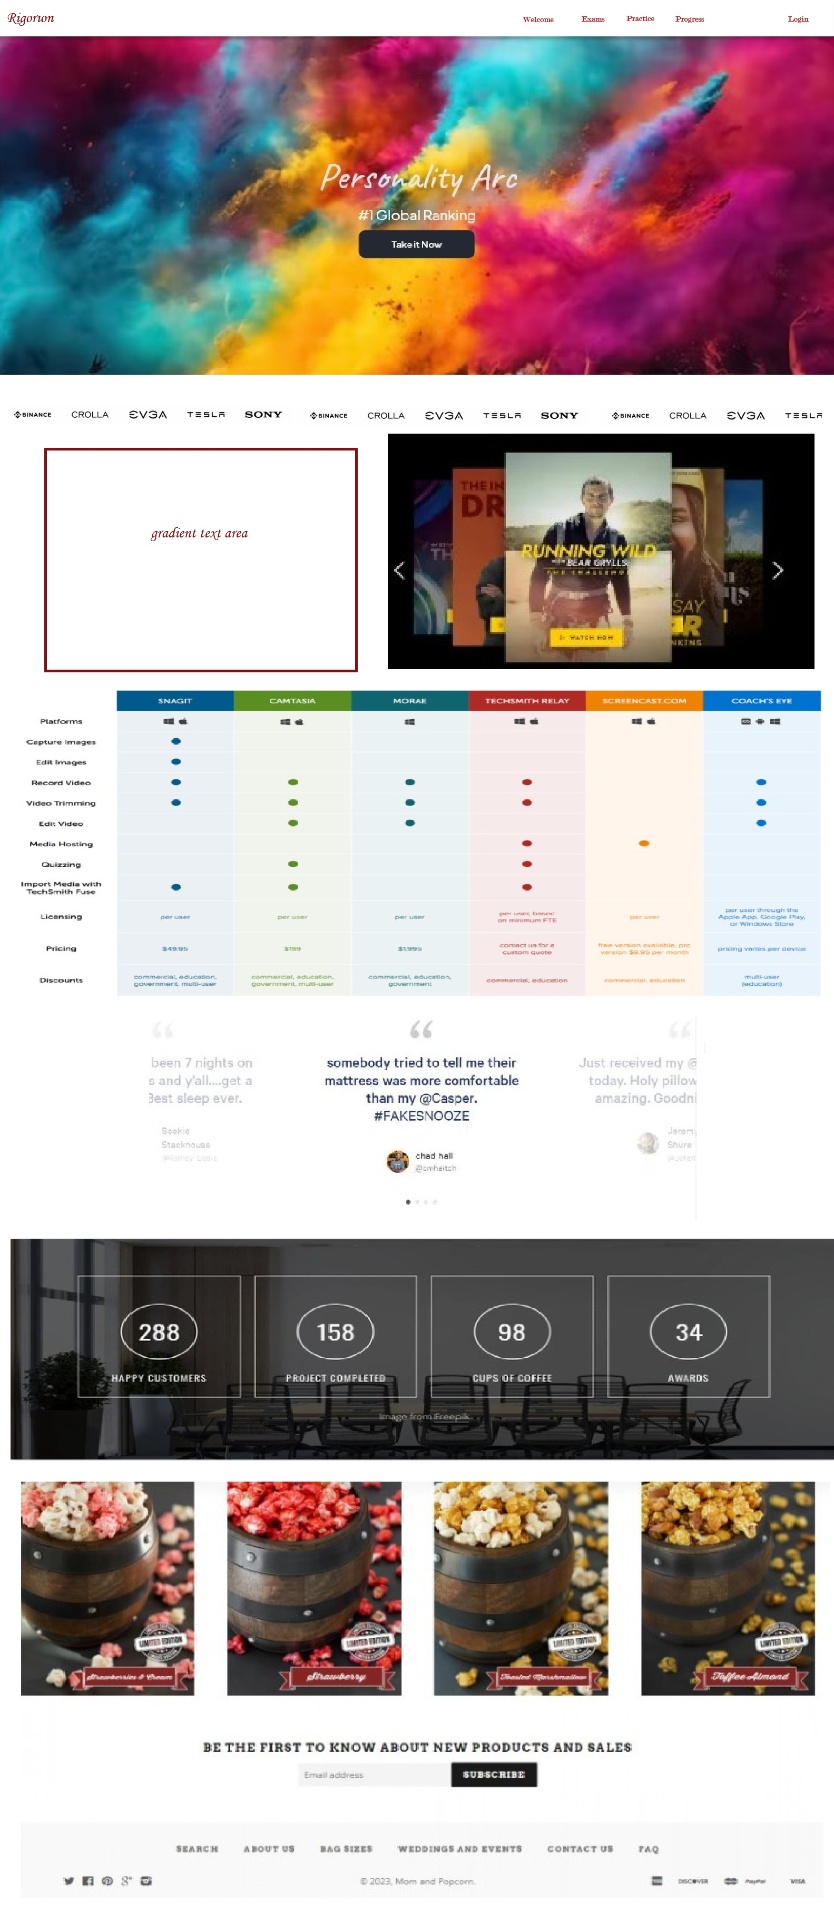 Rigorun
Welcome Exams Practice Progress Login
Personality Arc
#1 Global Ranking
Take it Now
BINANCE CROLLA EVGA TESLA SONY BINANCE CROLLA EVGA TESLA SONY BINANCE CROLLA EVGA TESLA
gradient text area
THE IN
DR
TH
RUNNING WILD
WITH BEAR GRYLLS
THE CHALLENGE
SAY
WATCH NOW
SNAGIT CAMTASIA MORAE TECHSMITH RELAY SCREENCAST.COM COACH'S EYE
Platforms
Capture Images
Edit Images
Record Video
Video Trimming
Edit Video
Media Hosting
Quizzing
Import Media with
TechSmith Fuse
Licensing per user per user per user per user, based on minimum FTE per user per user through the Apple App, Google Play, or Windows Store
Pricing $49.95 $199 $1995 contact us for a custom quote free version available, pro version $9.95 per month pricing varies per device
Discounts commercial, education, government, multi-user commercial, education, government, multi-user commercial, education, government commercial, education commercial, education multi-user (education)
been 7 nights on
s and y'all....get a
Best sleep ever.
Sookie
Stackhouse
somebody tried to tell me their
mattress was more comfortable
than my @Casper.
#FAKESNOOZE
chad hall
@cmheitch
Just received my @
today. Holy pillow
amazing. Goodni
Jeremy
Shure
288 158 98 34
HAPPY CUSTOMERS PROJECT COMPLETED CUPS OF COFFEE AWARDS
Image from Freepik
LIMITED EDITION LIMITED EDITION LIMITED EDITION LIMITED EDITION
Strawberries & Cream Strawberry Toasted Marshmallow Toffee Almond
BE THE FIRST TO KNOW ABOUT NEW PRODUCTS AND SALES
Email address SUBSCRIBE
SEARCH ABOUT US BAG SIZES WEDDINGS AND EVENTS CONTACT US FAQ
© 2023, Mom and Popcorn. DISCOVER PayPal VISA